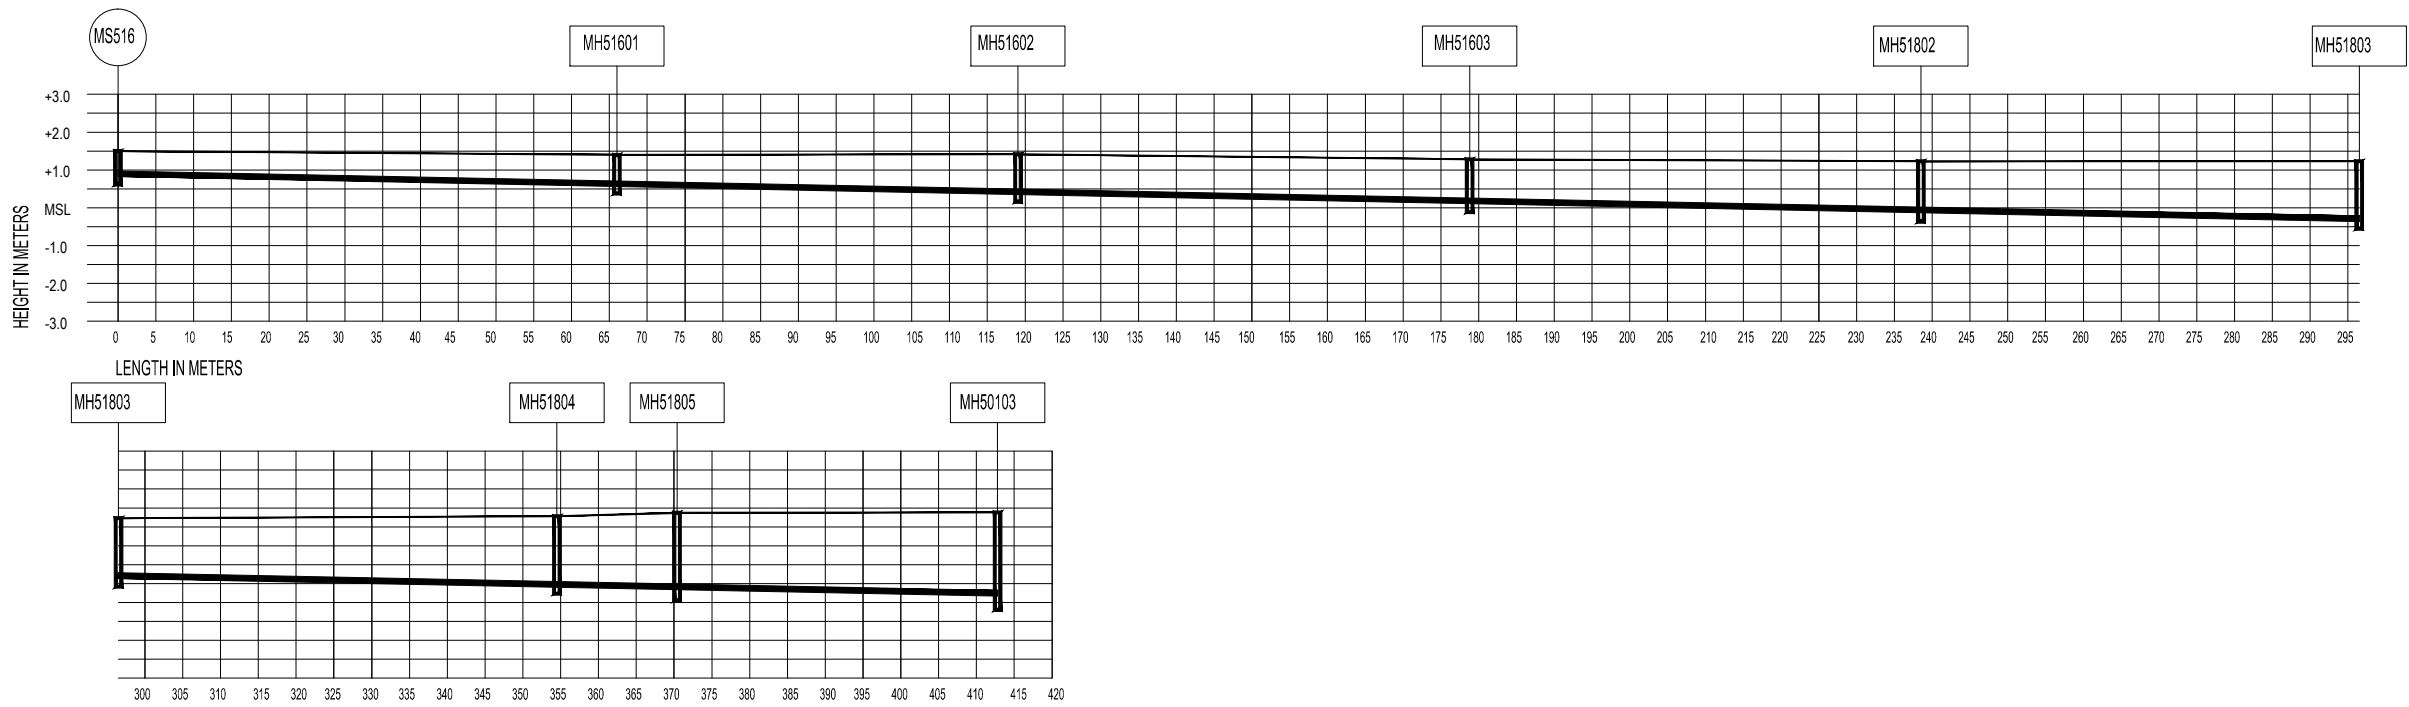 MS516 MH51601 MH51602 MH51603 MH51802 MH51803
+3.0
+2.0
+1.0
MSL
-1.0
-2.0
-3.0
HEIGHT IN METERS
0 5 10 15 20 25 30 35 40 45 50 55 60 65 70 75 80 85 90 95 100 105 110 115 120 125 130 135 140 145 150 155 160 165 170 175 180 185 190 195 200 205 210 215 220 225 230 235 240 245 250 255 260 265 270 275 280 285 290 295
LENGTH IN METERS
MH51803 MH51804 MH51805 MH50103
300 305 310 315 320 325 330 335 340 345 350 355 360 365 370 375 380 385 390 395 400 405 410 415 420